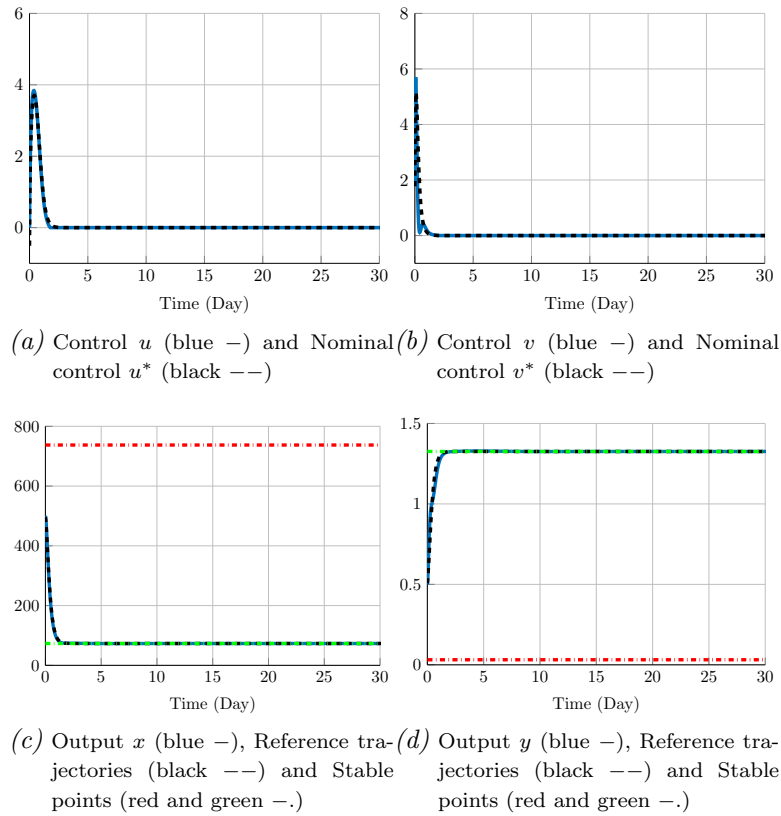 6
4
2
0
0 5 10 15 20 25 30
Time (Day)
(a) Control u (blue −) and Nominal
control u* (black −−)
8
6
4
2
0
0 5 10 15 20 25 30
Time (Day)
(b) Control v (blue −) and Nominal
control v* (black −−)
800
600
400
200
0
0 5 10 15 20 25 30
Time (Day)
(c) Output x (blue −), Reference tra-
jectories (black −−) and Stable
points (red and green −.)
1.5
1
0.5
0
0 5 10 15 20 25 30
Time (Day)
(d) Output y (blue −), Reference tra-
jectories (black −−) and Stable
points (red and green −.)